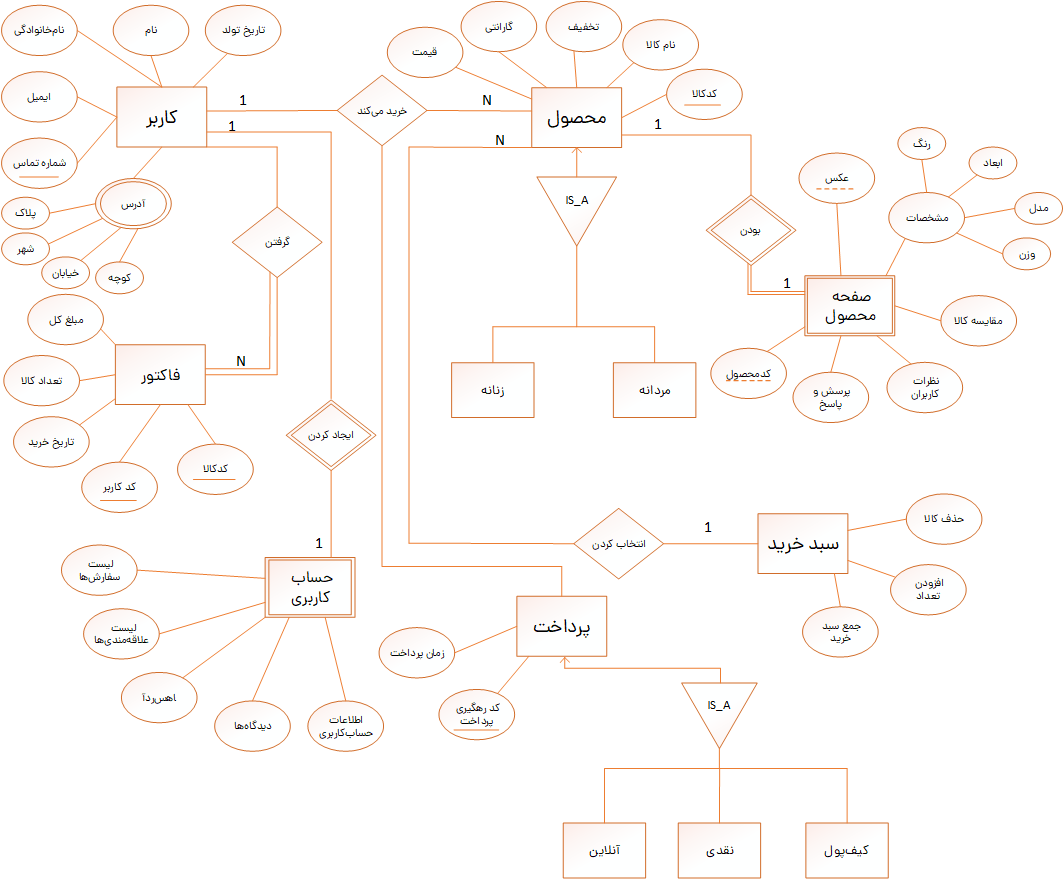 نام‌خانوادگی
نام
تاریخ تولد
ایمیل
شماره تماس
کاربر
آدرس
پلاک
شهر
خیابان
کوچه
1
1
خرید می‌کند
N
N
قیمت
گارانتی
تخفیف
نام کالا
کدکالا
محصول
1
IS_A
زنانه
مردانه
بودن
1
عکس
رنگ
ابعاد
مدل
وزن
مشخصات
صفحه
محصول
مقایسه کالا
نظرات
کاربران
پرسش و
پاسخ
کدمحصول
گرفتن
N
مبلغ کل
تعداد کالا
تاریخ خرید
کد کاربر
کدکالا
فاکتور
ایجاد کردن
1
حساب
کاربری
لیست
سفارش‌ها
لیست
علاقه‌مندی‌ها
اهس‌ردآ
دیدگاه‌ها
اطلاعات
حساب‌کاربری
انتخاب کردن
1
سبد خرید
حذف کالا
افزودن
تعداد
جمع سبد
خرید
پرداخت
زمان پرداخت
کد رهگیری
پرداخت
IS_A
آنلاین
نقدی
کیف‌پول